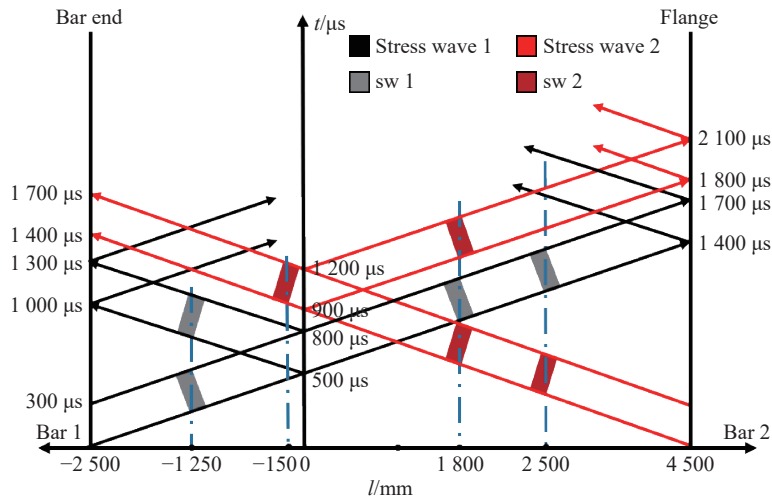 Bar end
t/μs
Flange
Stress wave 1
Stress wave 2
sw 1
sw 2
2 100 μs
1 800 μs
1 700 μs
1 400 μs
1 700 μs
1 400 μs
1 300 μs
1 000 μs
300 μs
1 200 μs
900 μs
800 μs
500 μs
Bar 1
Bar 2
−2 500
−1 250
−1500
1 800
2 500
4 500
l/mm